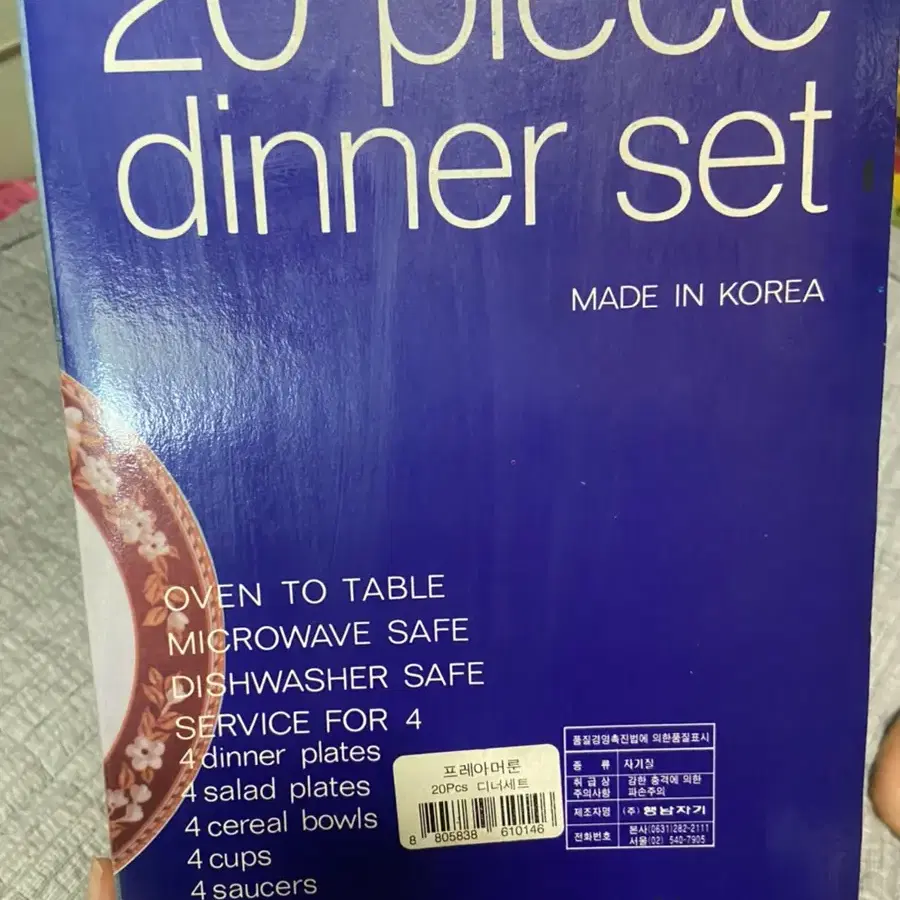 20 piece
dinner set
MADE IN KOREA
OVEN TO TABLE
MICROWAVE SAFE
DISHWASHER SAFE
SERVICE FOR 4
4 dinner plates
4 salad plates
4 cereal bowls
4 cups
4 saucers
프레아머룬
20Pcs 디너세트
8 805838 610146
품질경영촉진법에 의한품질표시
종 류 자기질
취급상 주의사항 강한 충격에 의한 파손주의
제조자명 (주) 행남자기
전화번호 본사(0631)282-2111
서울(02) 540-7905